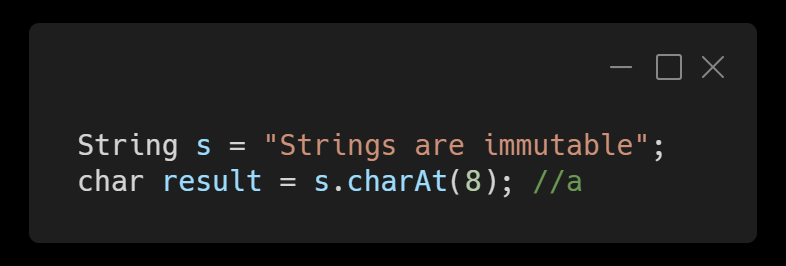 String s = "Strings are immutable";
char result = s.charAt(8); //a